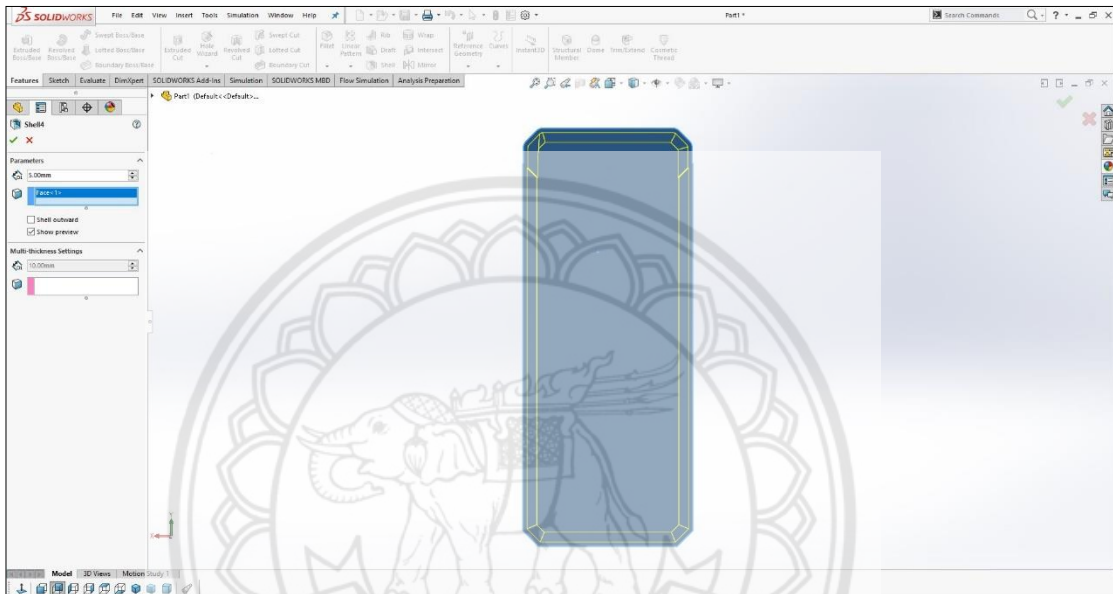 SOLIDWORKS File Edit View Insert Tools Simulation Window Help Part1 * Search Commands
Extruded Boss/Base Revolved Boss/Base Swept Boss/Base Lofted Boss/Base Boundary Boss/Base Extruded Cut Hole Wizard Revolved Cut Swept Cut Lofted Cut Boundary Cut Fillet Linear Pattern Rib Draft Shell Wrap Intersect Mirror Reference Geometry Curves Instant3D Structural Member Dome Trim/Extend Cosmetic Thread
Features Sketch Evaluate DimXpert SOLIDWORKS Add-Ins Simulation SOLIDWORKS MBD Flow Simulation Analysis Preparation
Part1 (Default<<Default>...
Shell4
Parameters
5.00mm
Face<1>
Shell outward
Show preview
Multi-thickness Settings
10.00mm
Model 3D Views Motion Study 1